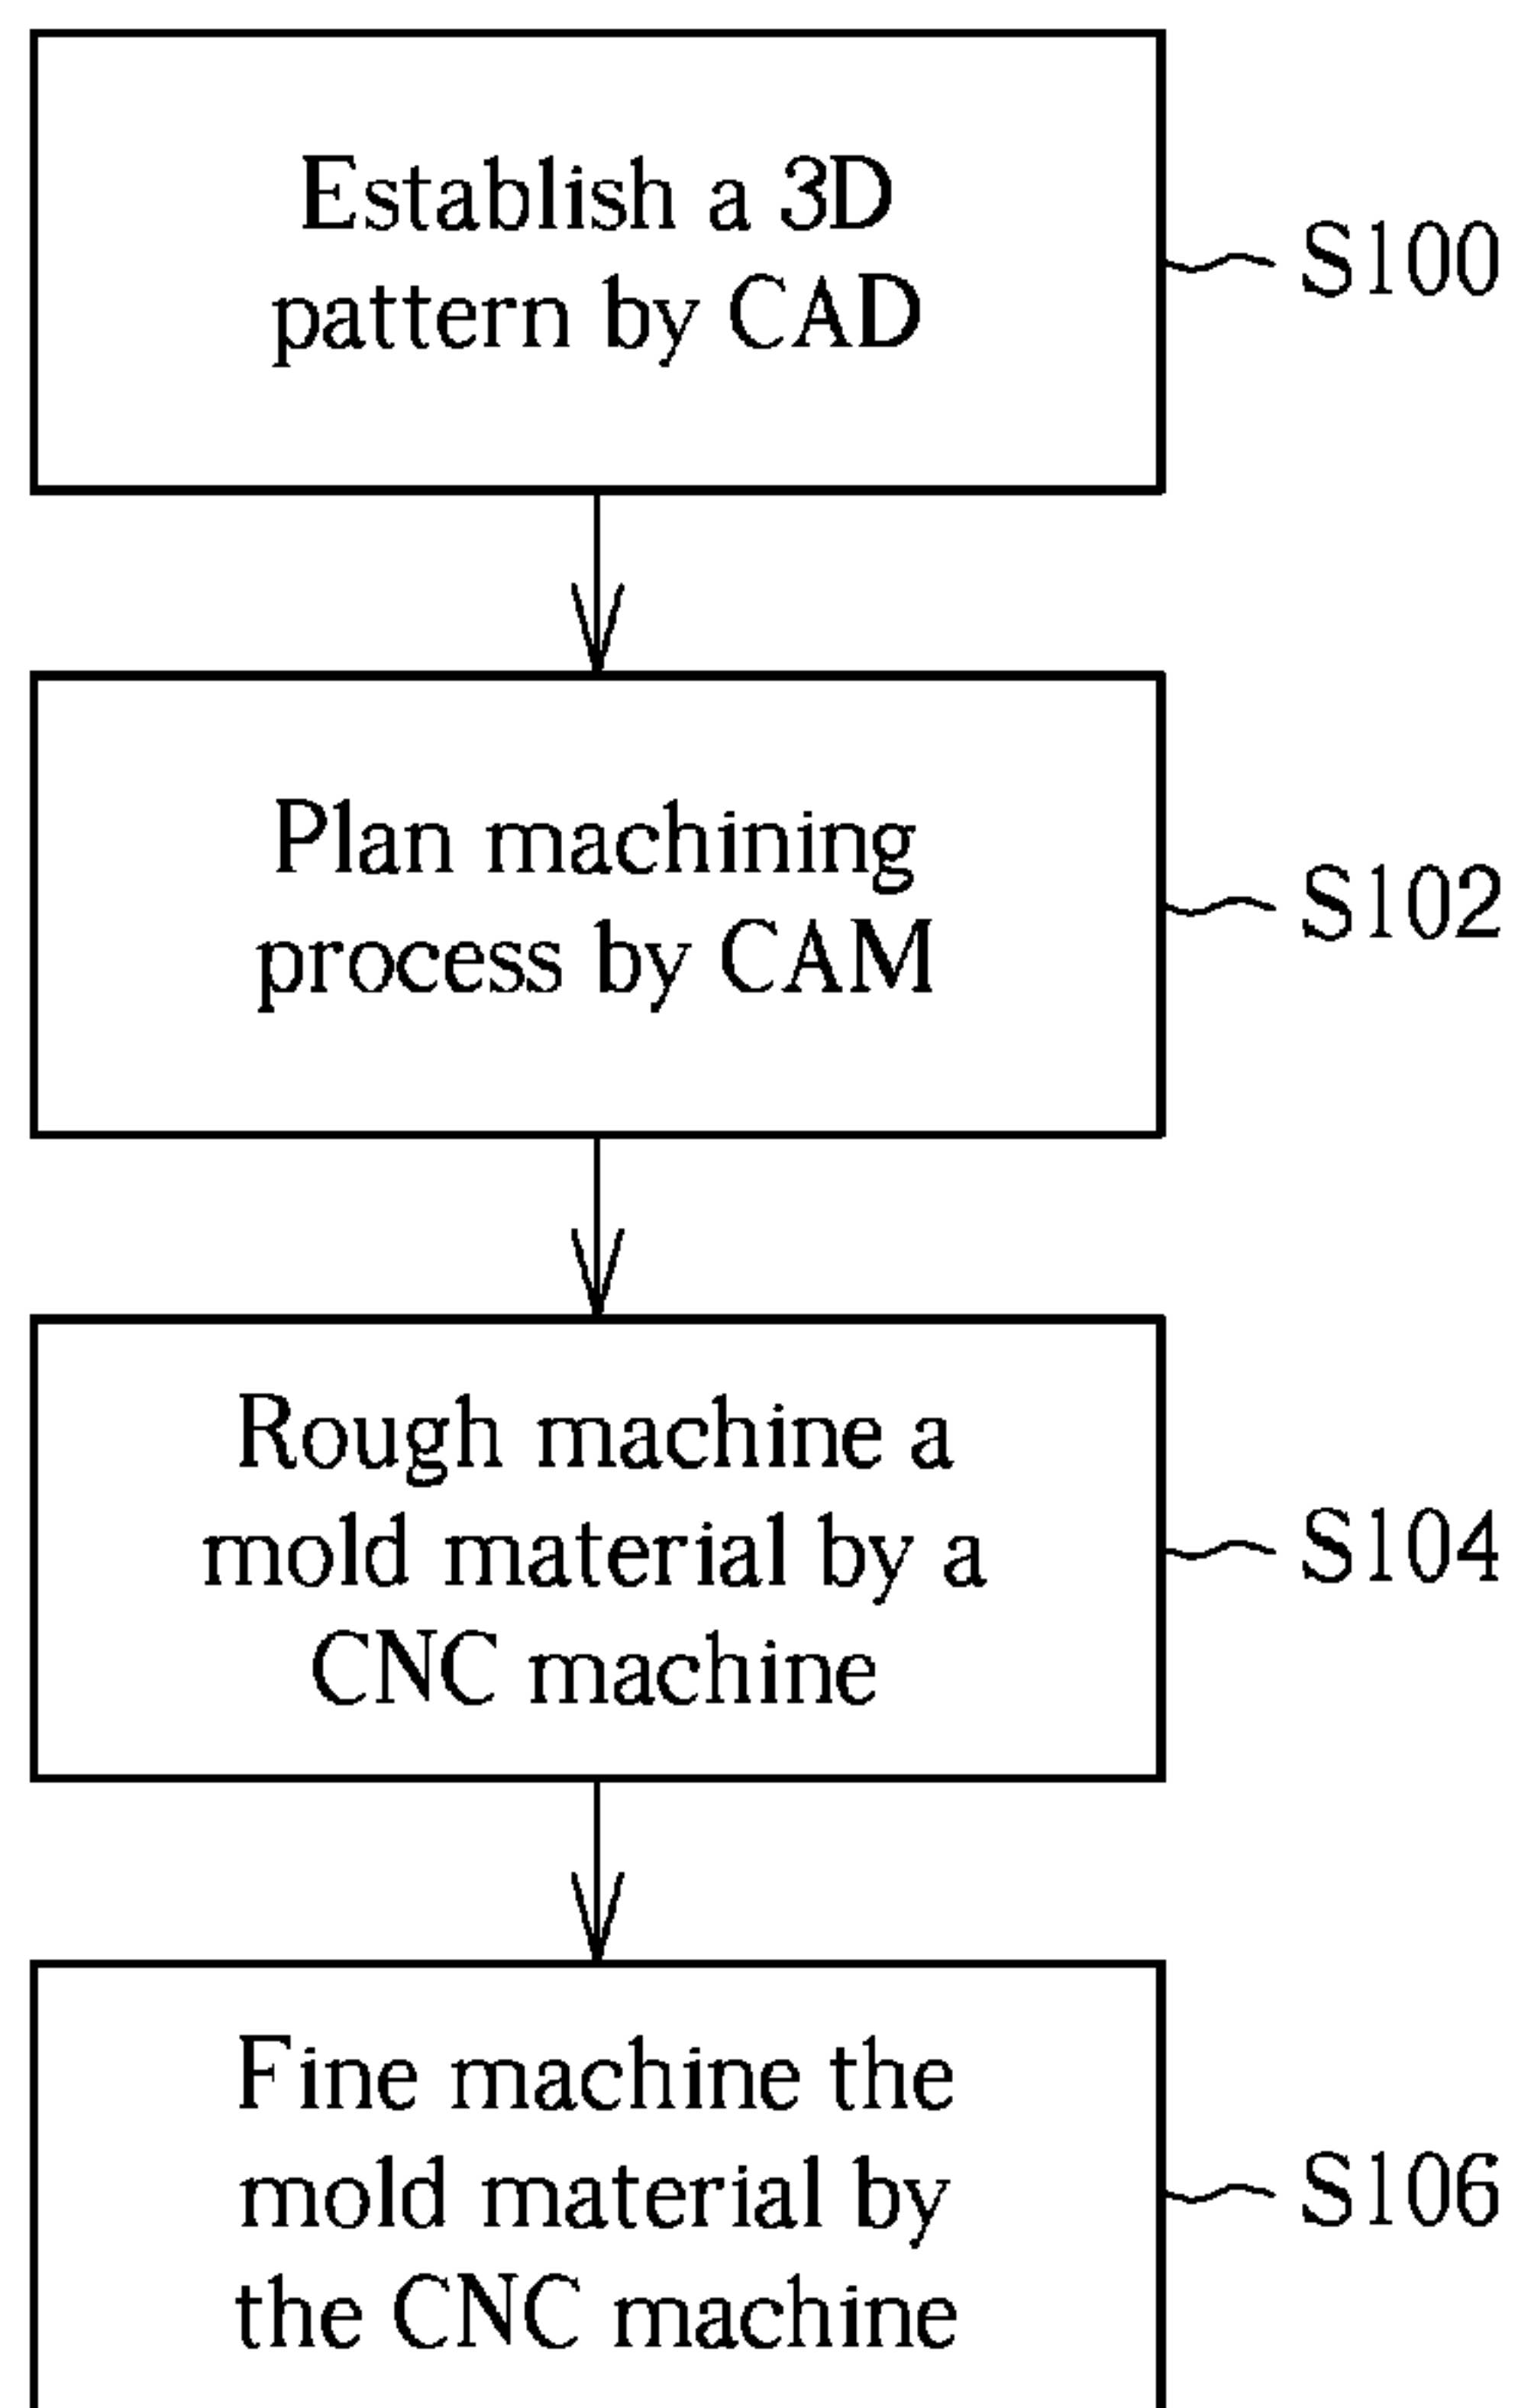 Establish a 3D
pattern by CAD
S100
Plan machining
process by CAM
S102
Rough machine a
mold material by a
CNC machine
S104
Fine machine the
mold material by
the CNC machine
S106